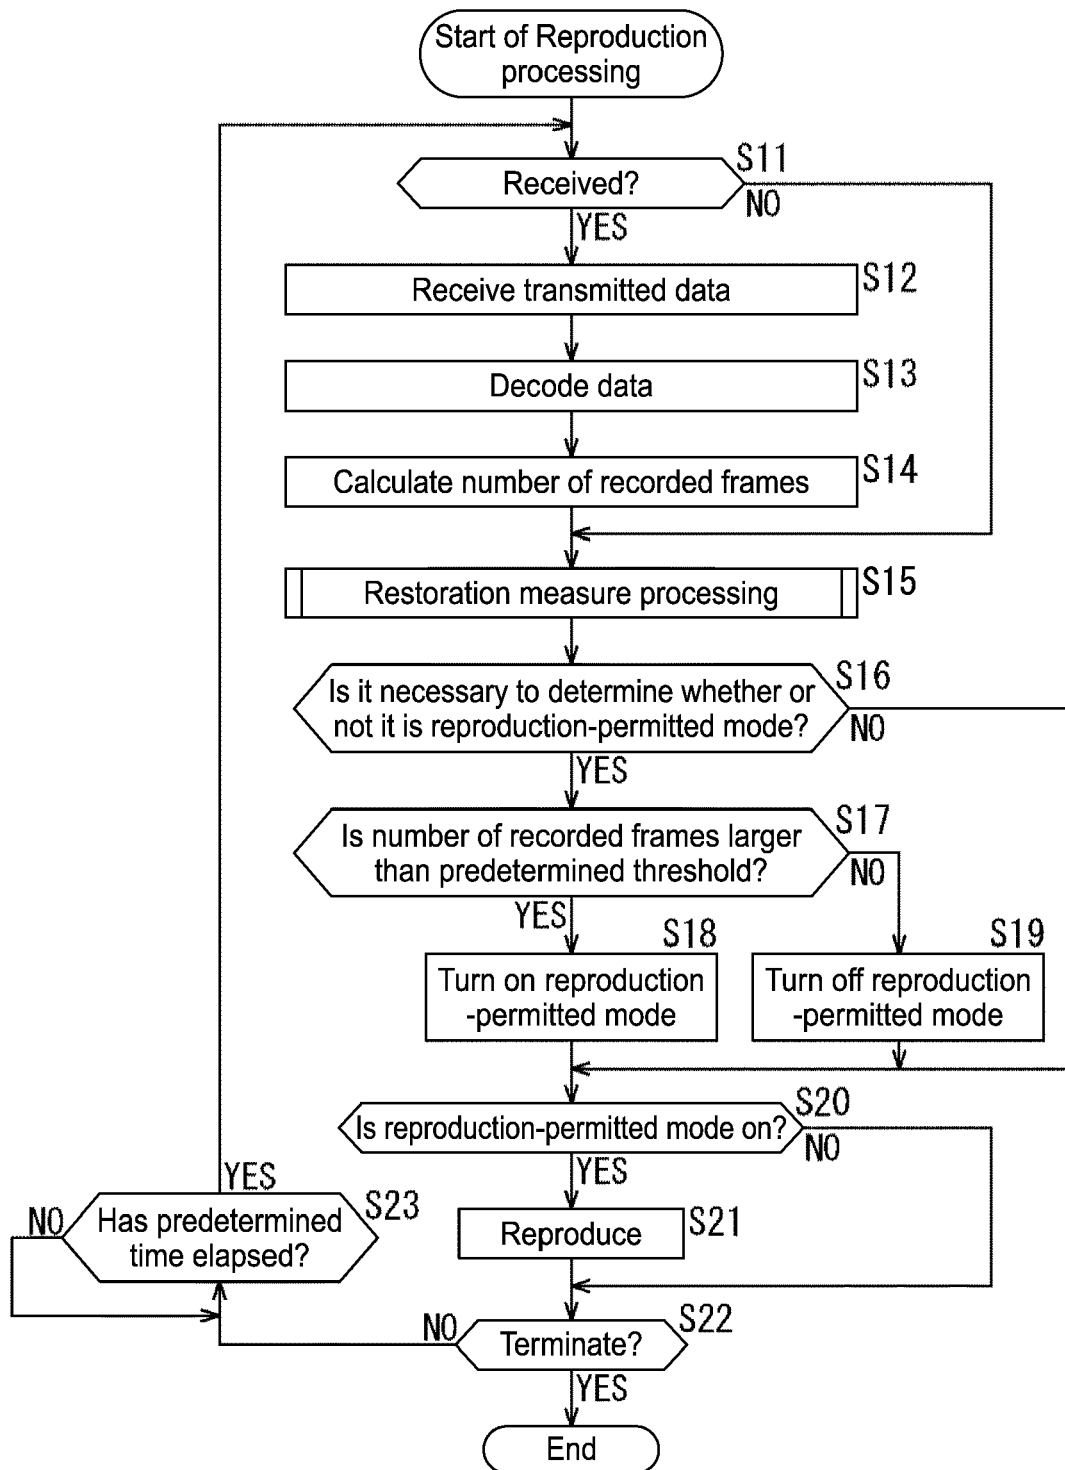 Start of Reproduction
processing
S11
Received?
NO
YES
S12
Receive transmitted data
S13
Decode data
S14
Calculate number of recorded frames
S15
Restoration measure processing
S16
Is it necessary to determine whether or
not it is reproduction-permitted mode?
NO
YES
S17
Is number of recorded frames larger
than predetermined threshold?
NO
YES
S18
S19
Turn on reproduction
-permitted mode
Turn off reproduction
-permitted mode
S20
Is reproduction-permitted mode on?
NO
YES
YES
S23
NO
Has predetermined
time elapsed?
S21
Reproduce
S22
NO
Terminate?
YES
End